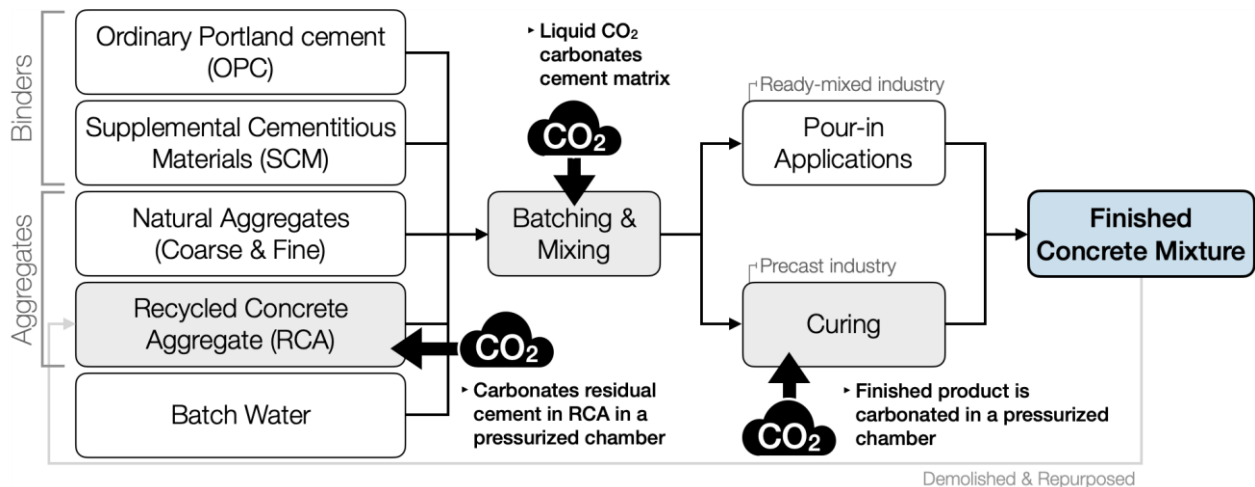 Binders
Ordinary Portland cement
(OPC)
Supplemental Cementitious
Materials (SCM)
Aggregates
Natural Aggregates
(Coarse & Fine)
Recycled Concrete
Aggregate (RCA)
Batch Water
CO₂
‣ Carbonates residual
cement in RCA in a
pressurized chamber
‣ Liquid CO₂
carbonates
cement matrix
CO₂
Batching &
Mixing
Ready-mixed industry
Pour-in
Applications
Precast industry
Curing
CO₂
‣ Finished product is
carbonated in a pressurized
chamber
Finished
Concrete Mixture
Demolished & Repurposed